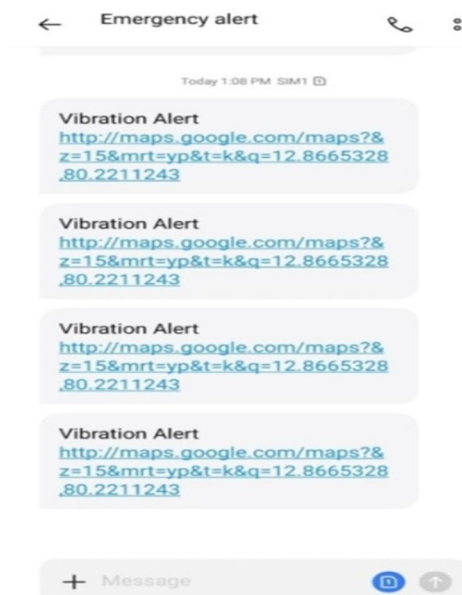 Emergency alert
Today 1:08 PM SIM1
Vibration Alert
http://maps.google.com/maps?&
z=15&mrt=yp&t=k&q=12.8665328
,80.2211243
Vibration Alert
http://maps.google.com/maps?&
z=15&mrt=yp&t=k&q=12.8665328
,80.2211243
Vibration Alert
http://maps.google.com/maps?&
z=15&mrt=yp&t=k&q=12.8665328
,80.2211243
Vibration Alert
http://maps.google.com/maps?&
z=15&mrt=yp&t=k&q=12.8665328
,80.2211243
Message